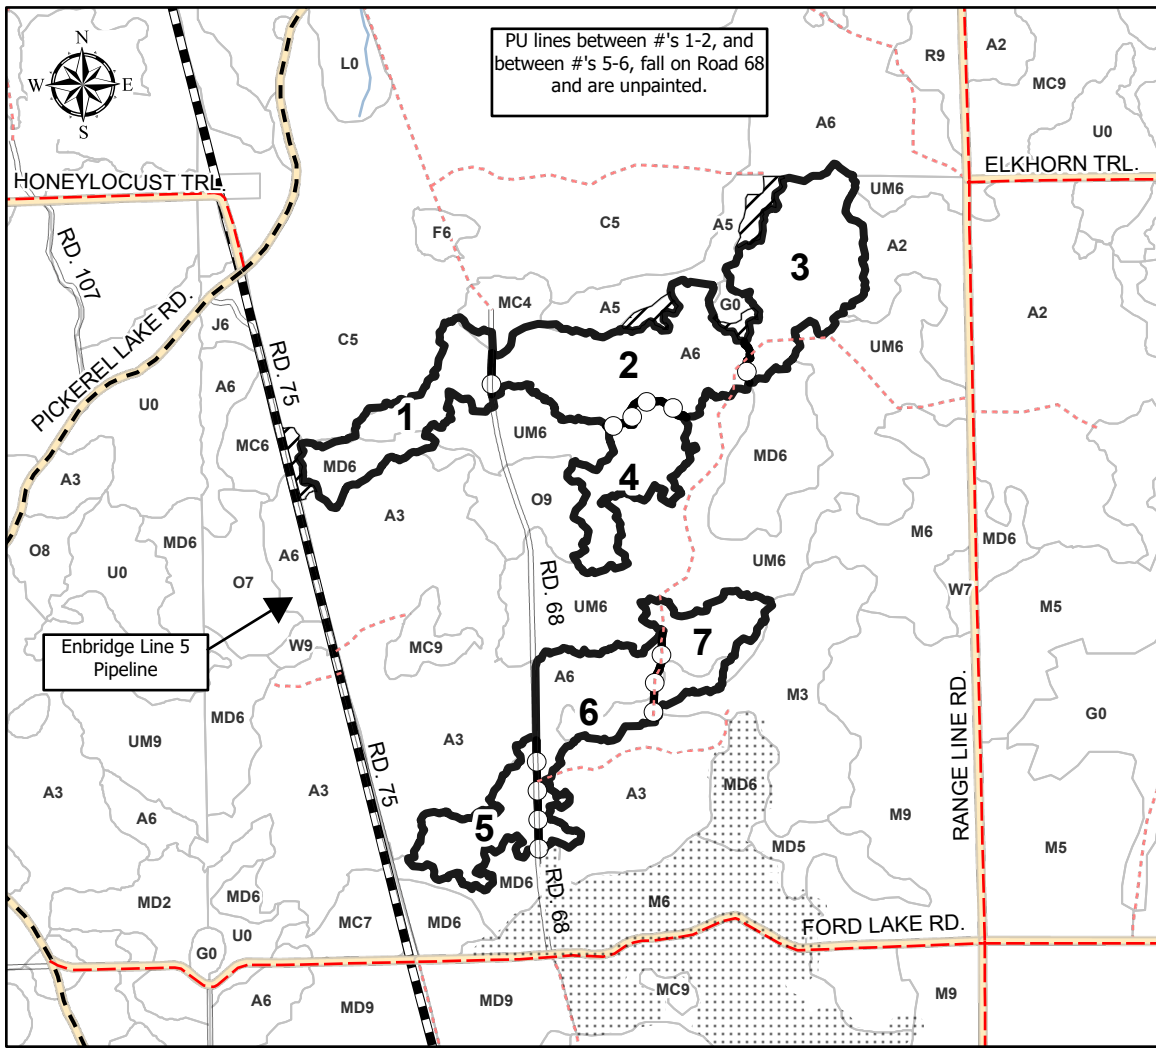 PU lines between #'s 1-2, and
between #'s 5-6, fall on Road 68
and are unpainted.
N
W E
S
L0
R9
A2
MC9
U0
A6
HONEYLOCUST TRL.
ELKHORN TRL.
UM6
RD. 107
F6
C5
A5
A2
3
PICKEREL LAKE RD.
J6
MC4
A5
G0
A2
C5
RD. 75
UM6
2
A6
A6
U0
1
MC6
UM6
MD6
MD6
A3
4
O9
A3
O8
MD6
A6
M6
MD6
U0
O7
RD. 68
UM6
UM6
W7
M5
Enbridge Line 5
Pipeline
W9
MC9
7
A6
M3
6
G0
MD6
UM9
A3
RD. 75
RANGE LINE RD.
A3
A3
A3
MD6
A6
5
M9
MD5
M5
MD6
MD6
MD2
M6
MC7
MD6
RD. 68
U0
FORD LAKE RD.
G0
A6
MD9
MD9
MC9
M9